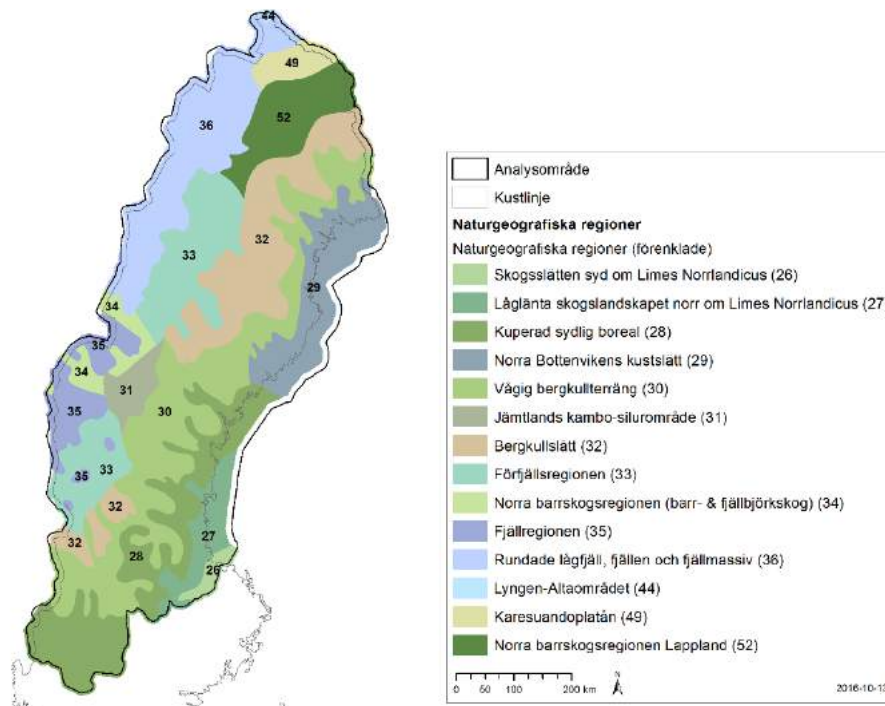 44
49
52
36
32
33
29
34
35
34
31
35
30
35
33
32
32
27
28
26
Analysområde
Kustlinje
Naturgeografiska regioner
Naturgeografiska regioner (förenklade)
Skogsslätten syd om Limes Norrlandicus (26)
Låglänta skogslandskapet norr om Limes Norrlandicus (27
Kuperad sydlig boreal (28)
Norra Bottenvikens kustslätt (29)
Vågig bergkullterräng (30)
Jämtlands kambo-silurområde (31)
Bergkullslätt (32)
Förfjällsregionen (33)
Norra barrskogsregionen (barr- & fjällbjörkskog) (34)
Fjällregionen (35)
Rundade lågfjäll, fjällen och fjällmassiv (36)
Lyngen-Altaområdet (44)
Karesuandoplatån (49)
Norra barrskogsregionen Lappland (52)
0 50 100 200 km
N
2016-10-13